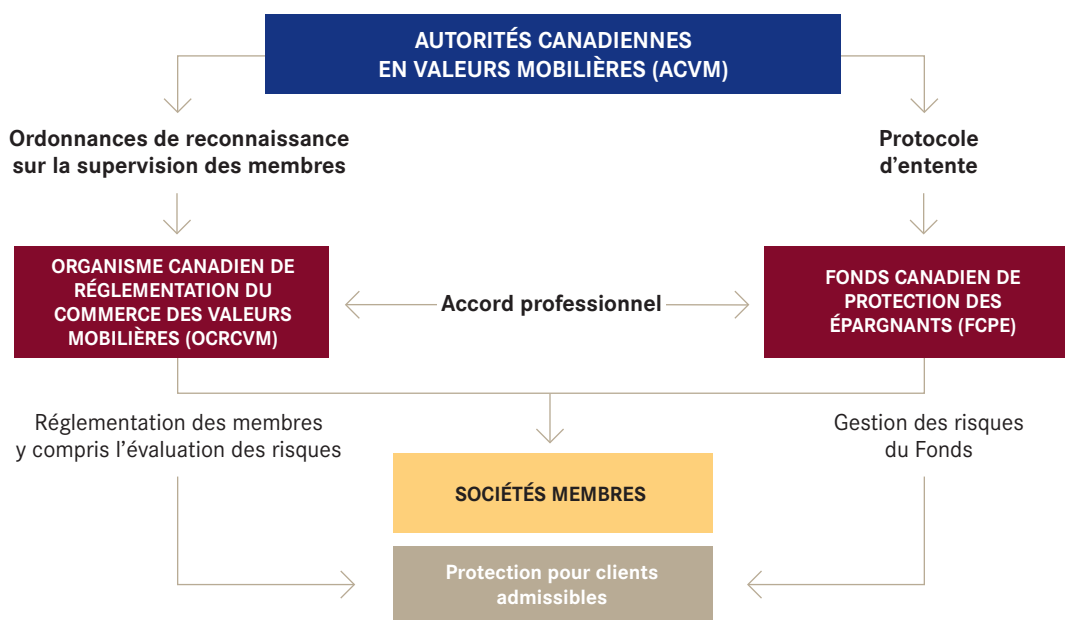 AUTORITÉS CANADIENNES
EN VALEURS MOBILIÈRES (ACVM)
Ordonnances de reconnaissance
sur la supervision des membres
Protocole
d'entente
ORGANISME CANADIEN DE
RÉGLEMENTATION DU
COMMERCE DES VALEURS
MOBILIÈRES (OCRCVM)
Accord professionnel
FONDS CANADIEN DE
PROTECTION DES
ÉPARGNANTS (FCPE)
Réglementation des membres
y compris l’évaluation des risques
Gestion des risques
du Fonds
SOCIÉTÉS MEMBRES
Protection pour clients
admissibles